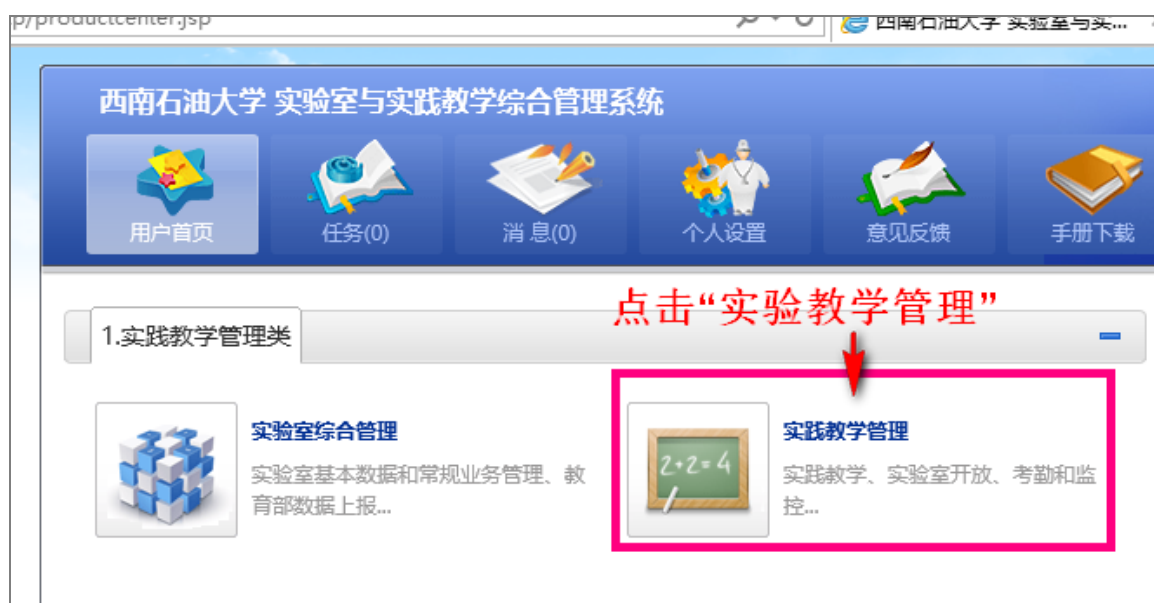 p/productcenter.jsp
西南石油大学 实验室与实...
西南石油大学 实验室与实践教学综合管理系统
用户首页
任务(0)
消 息(0)
个人设置
意见反馈
手册下载
点击“实验教学管理”
1.实践教学管理类
实验室综合管理
实验室基本数据和常规业务管理、教
育部数据上报...
实践教学管理
2+2=4
实践教学、实验室开放、考勤和监
控...